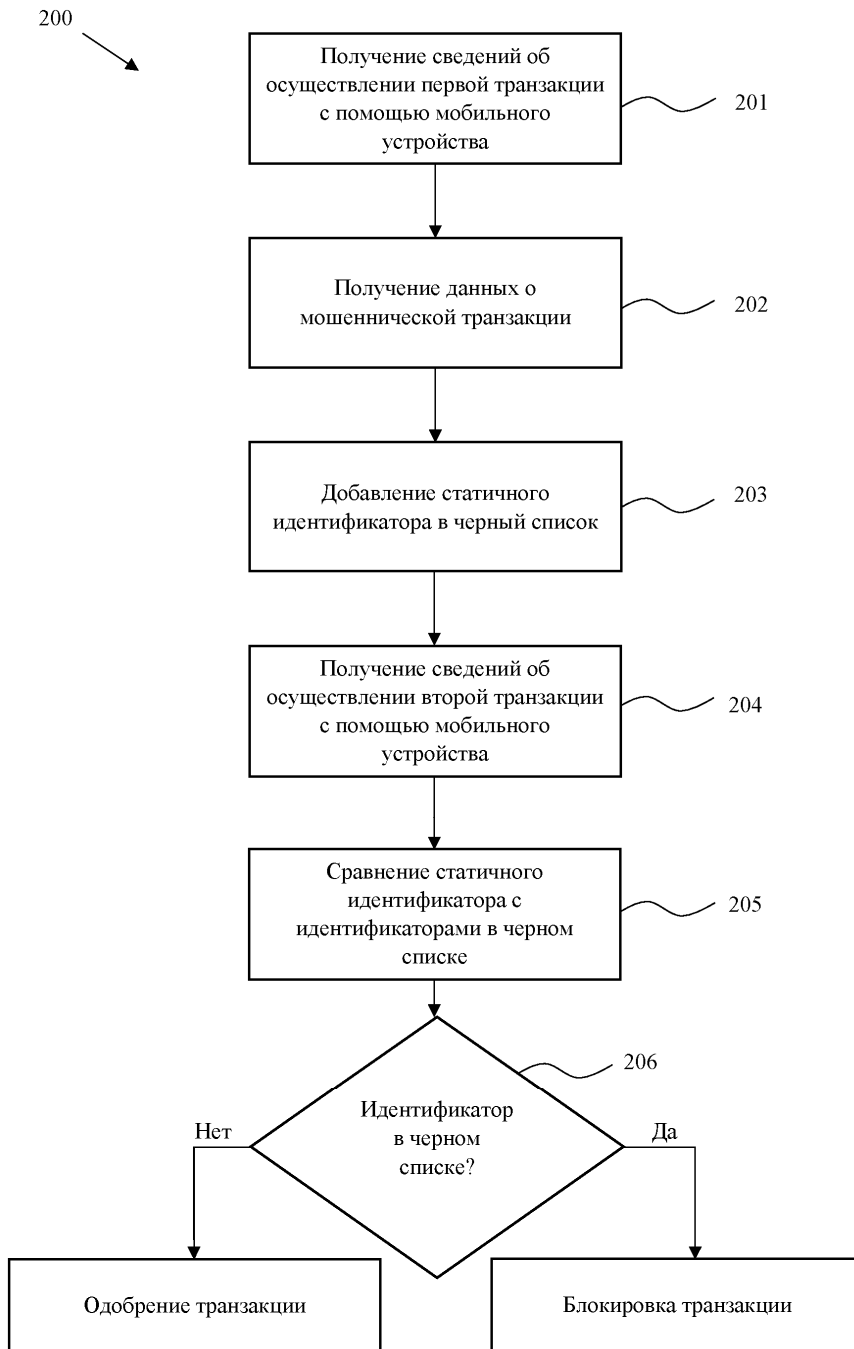 200
Получение сведений об
осуществлении первой транзакции
с помощью мобильного
устройства
201
Получение данных о
мошеннической транзакции
202
Добавление статичного
идентификатора в черный список
203
Получение сведений об
осуществлении второй транзакции
с помощью мобильного
устройства
204
Сравнение статичного
идентификатора с
идентификаторами в черном
списке
205
206
Идентификатор
в черном
списке?
Нет
Да
Одобрение транзакции
Блокировка транзакции